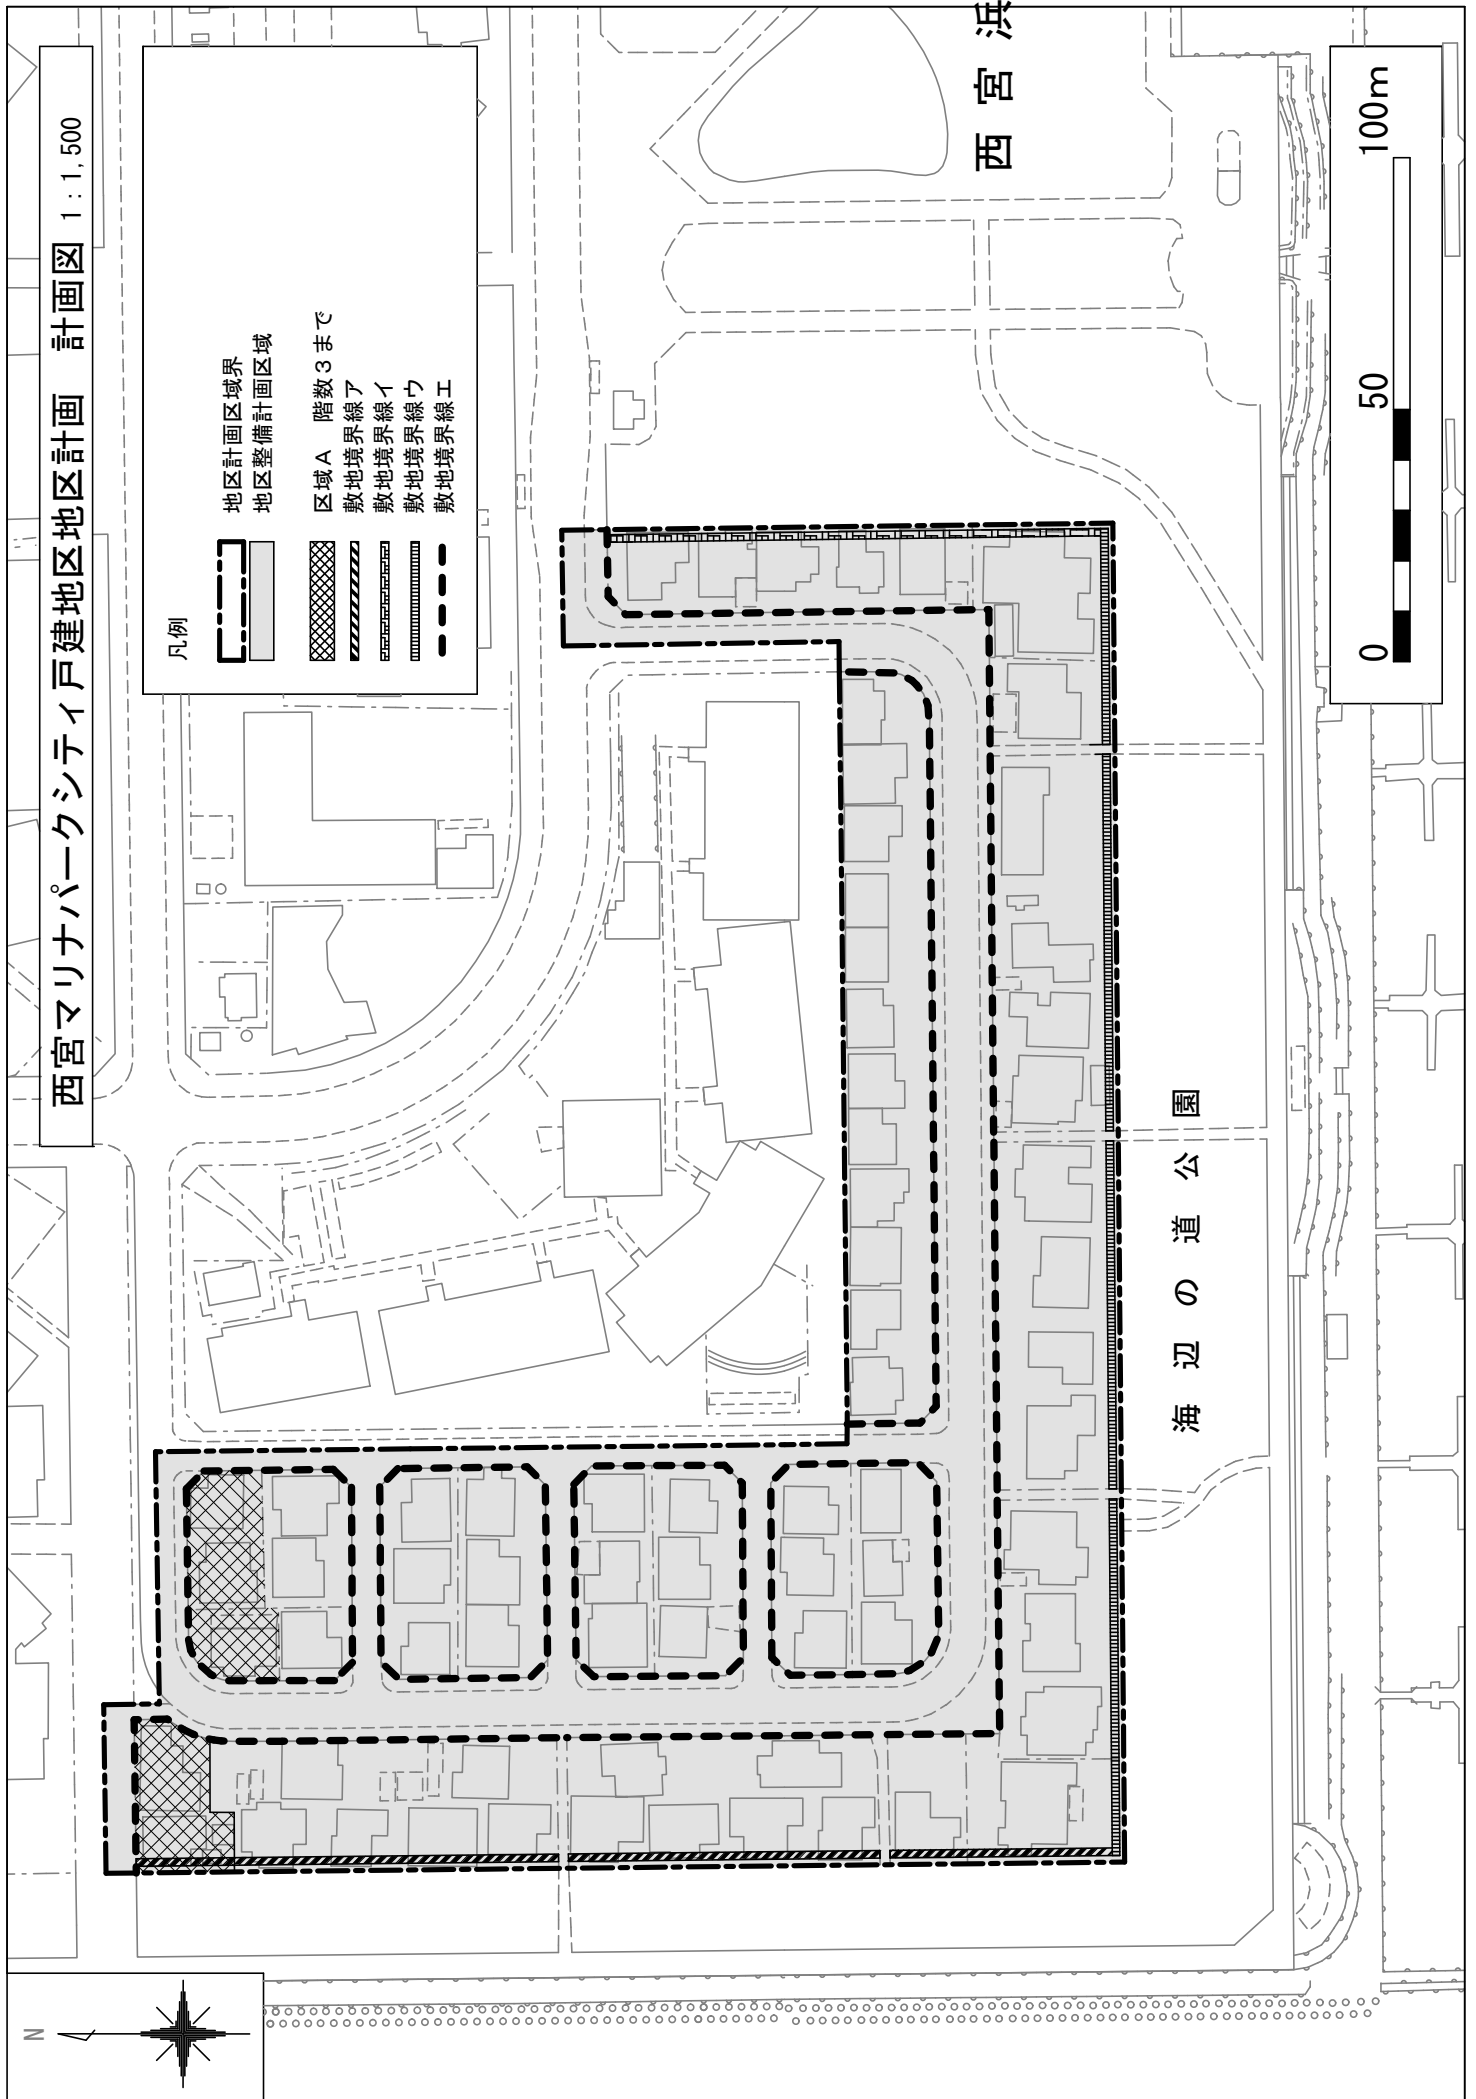 西宮マリナパークシティ戸建地区地区計画 計画図 1:1,500
凡例
地区計画区域界
地区整備計画区域
区域A 階数3まで
敷地境界線ア
敷地境界線イ
敷地境界線ウ
敷地境界線エ
西宮浜
海辺の道公園
0 50 100m
N